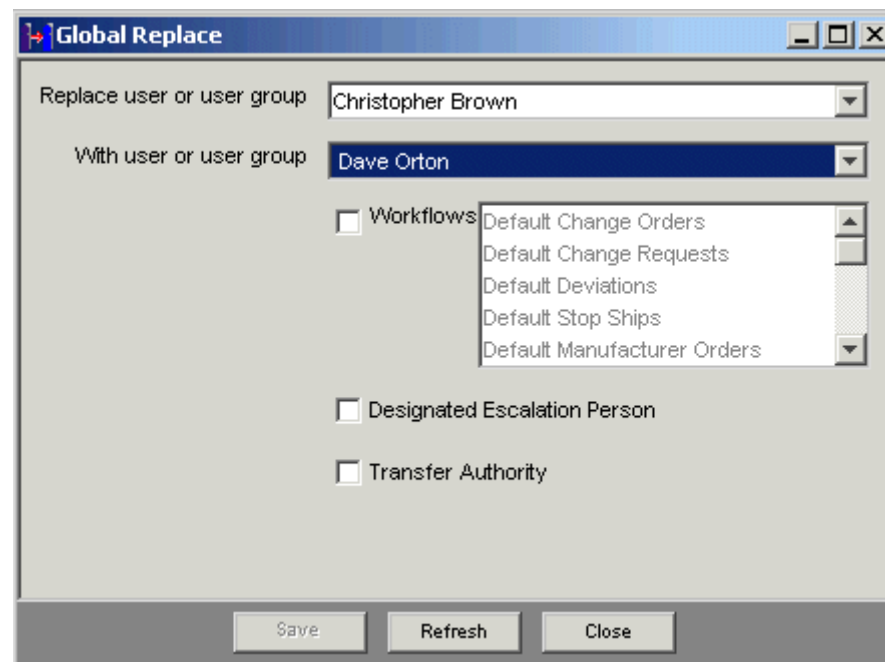 Global Replace
Replace user or user group Christopher Brown
With user or user group Dave Orton
Workflows Default Change Orders
Default Change Requests
Default Deviations
Default Stop Ships
Default Manufacturer Orders
Designated Escalation Person
Transfer Authority
Save Refresh Close